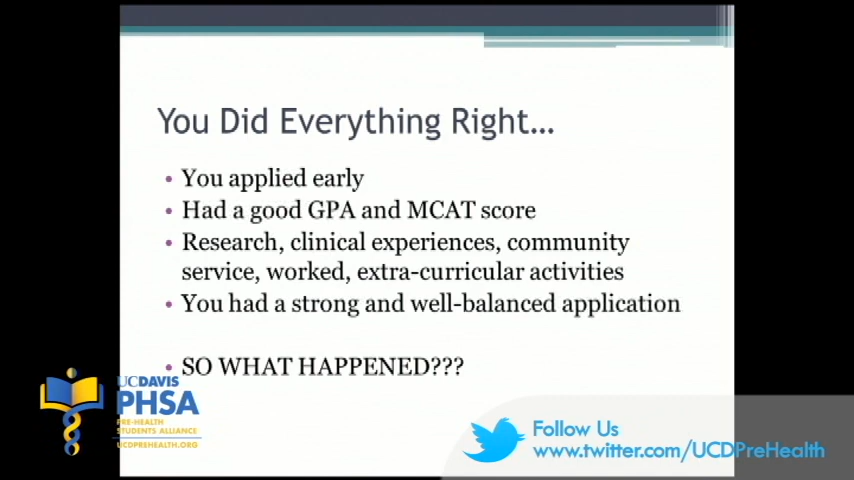 You Did Everything Right...
• You applied early
• Had a good GPA and MCAT score
• Research, clinical experiences, community
service, worked, extra-curricular activities
• You had a strong and well-balanced application
• SO WHAT HAPPENED???
UCDAVIS
PHSA
PRE-HEALTH
STUDENTS ALLIANCE
UCDPREHEALTH.ORG
Follow Us
www.twitter.com/UCDPreHealth